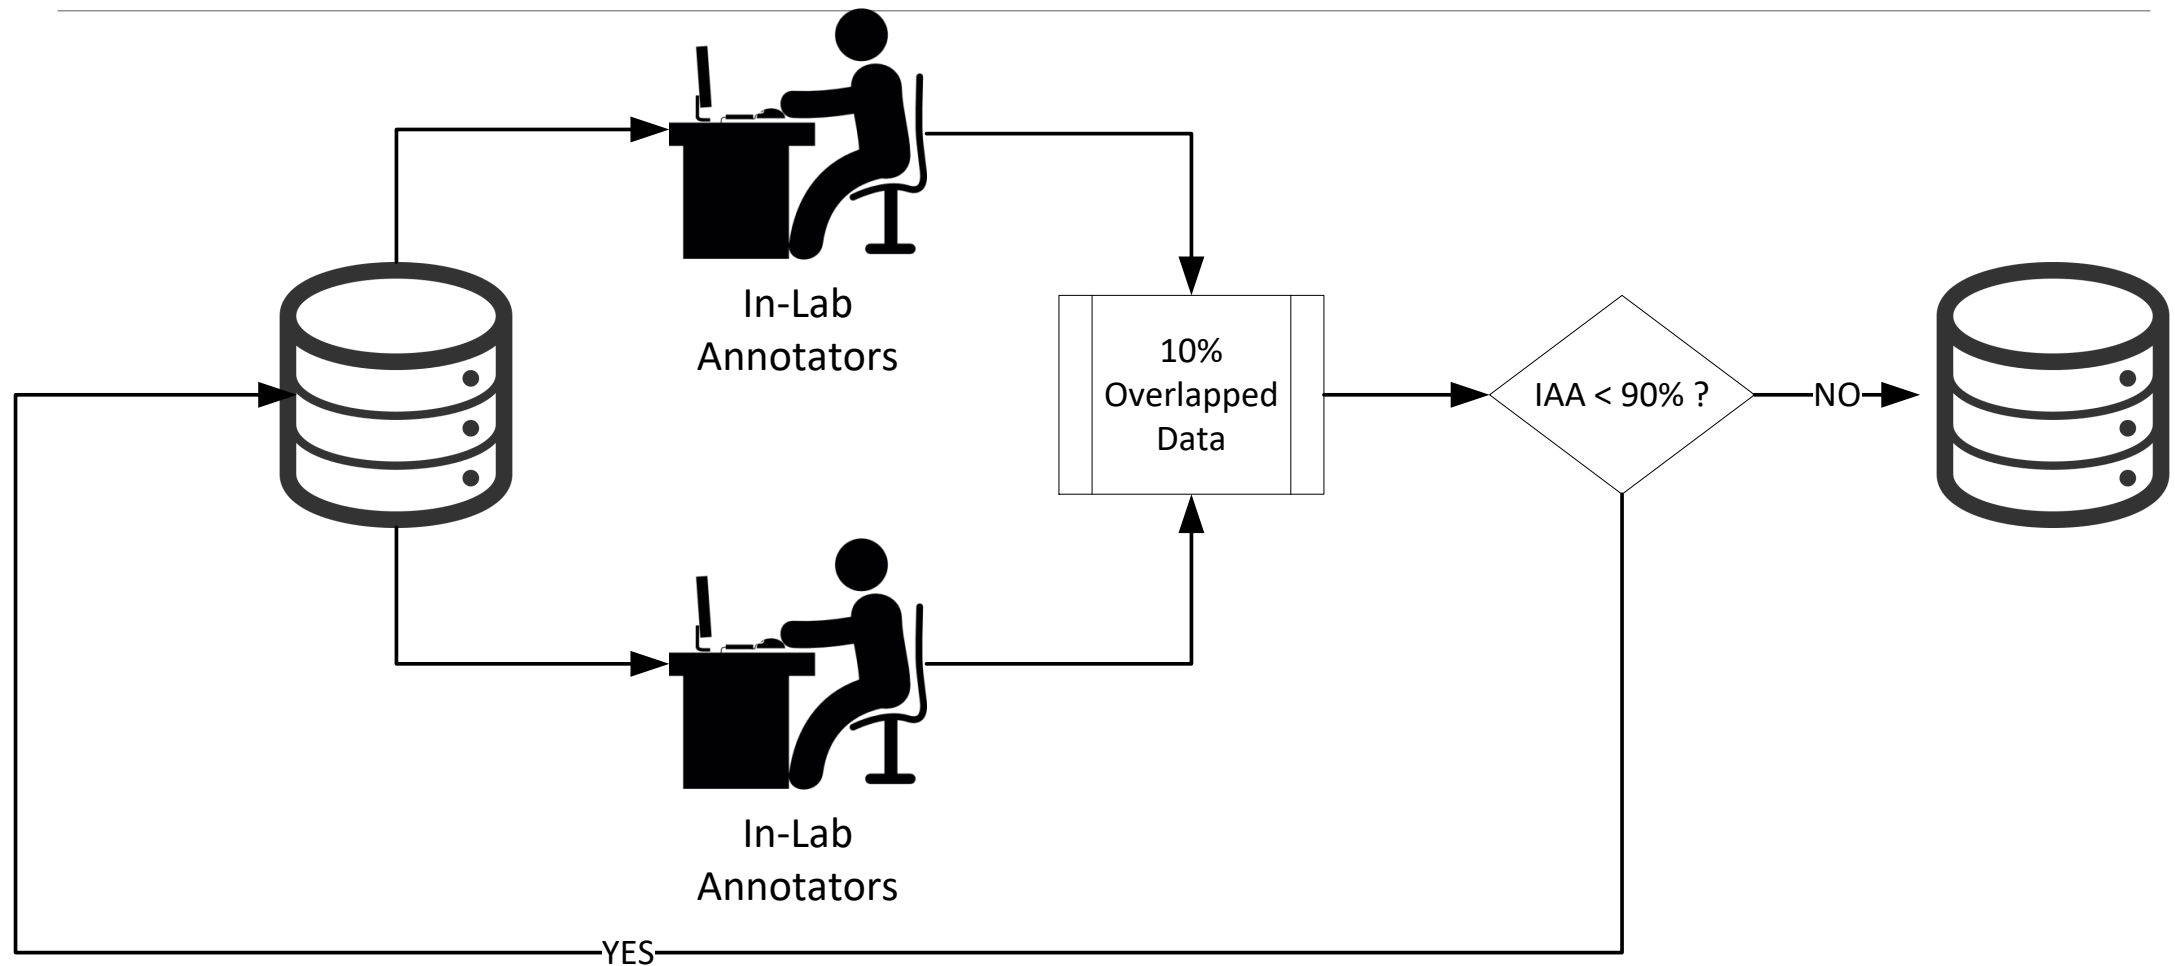 In-Lab
Annotators
10%
Overlapped
Data
IAA < 90% ?
NO
In-Lab
Annotators
YES